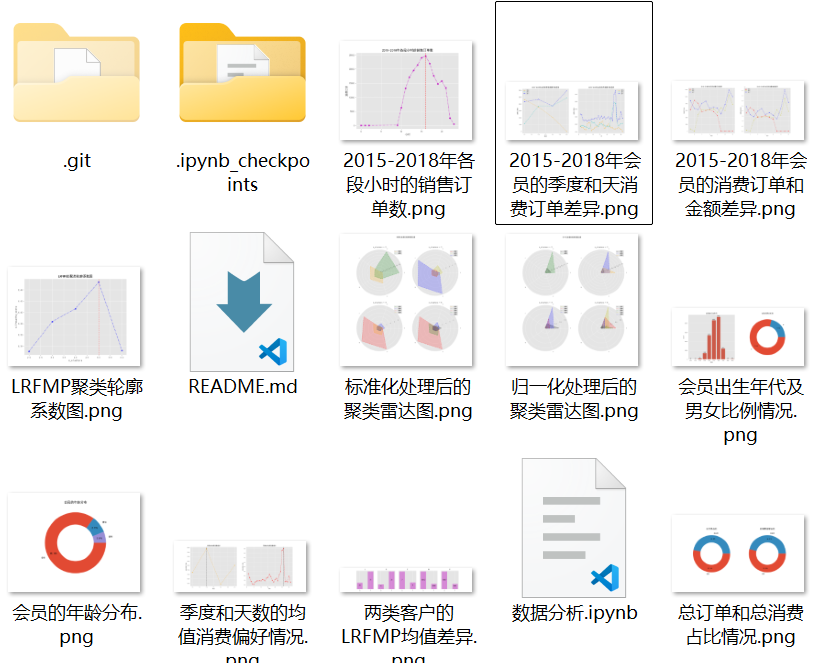 .git
.ipynb_checkpo
ints
2015-2018年各
段小时的销售订
单数.png
2015-2018年会
员的季度和天消
费订单差异.png
2015-2018年会
员的消费订单和
金额差异.png
LRFMP聚类轮廓
系数图.png
README.md
标准化处理后的
聚类雷达图.png
归一化处理后的
聚类雷达图.png
会员出生年代及
男女比例情况.
png
会员的年龄分布.
png
季度和天数的均
值消费偏好情况.
png
两类客户的
LRFMP均值差异.
png
数据分析.ipynb
总订单和总消费
占比情况.png